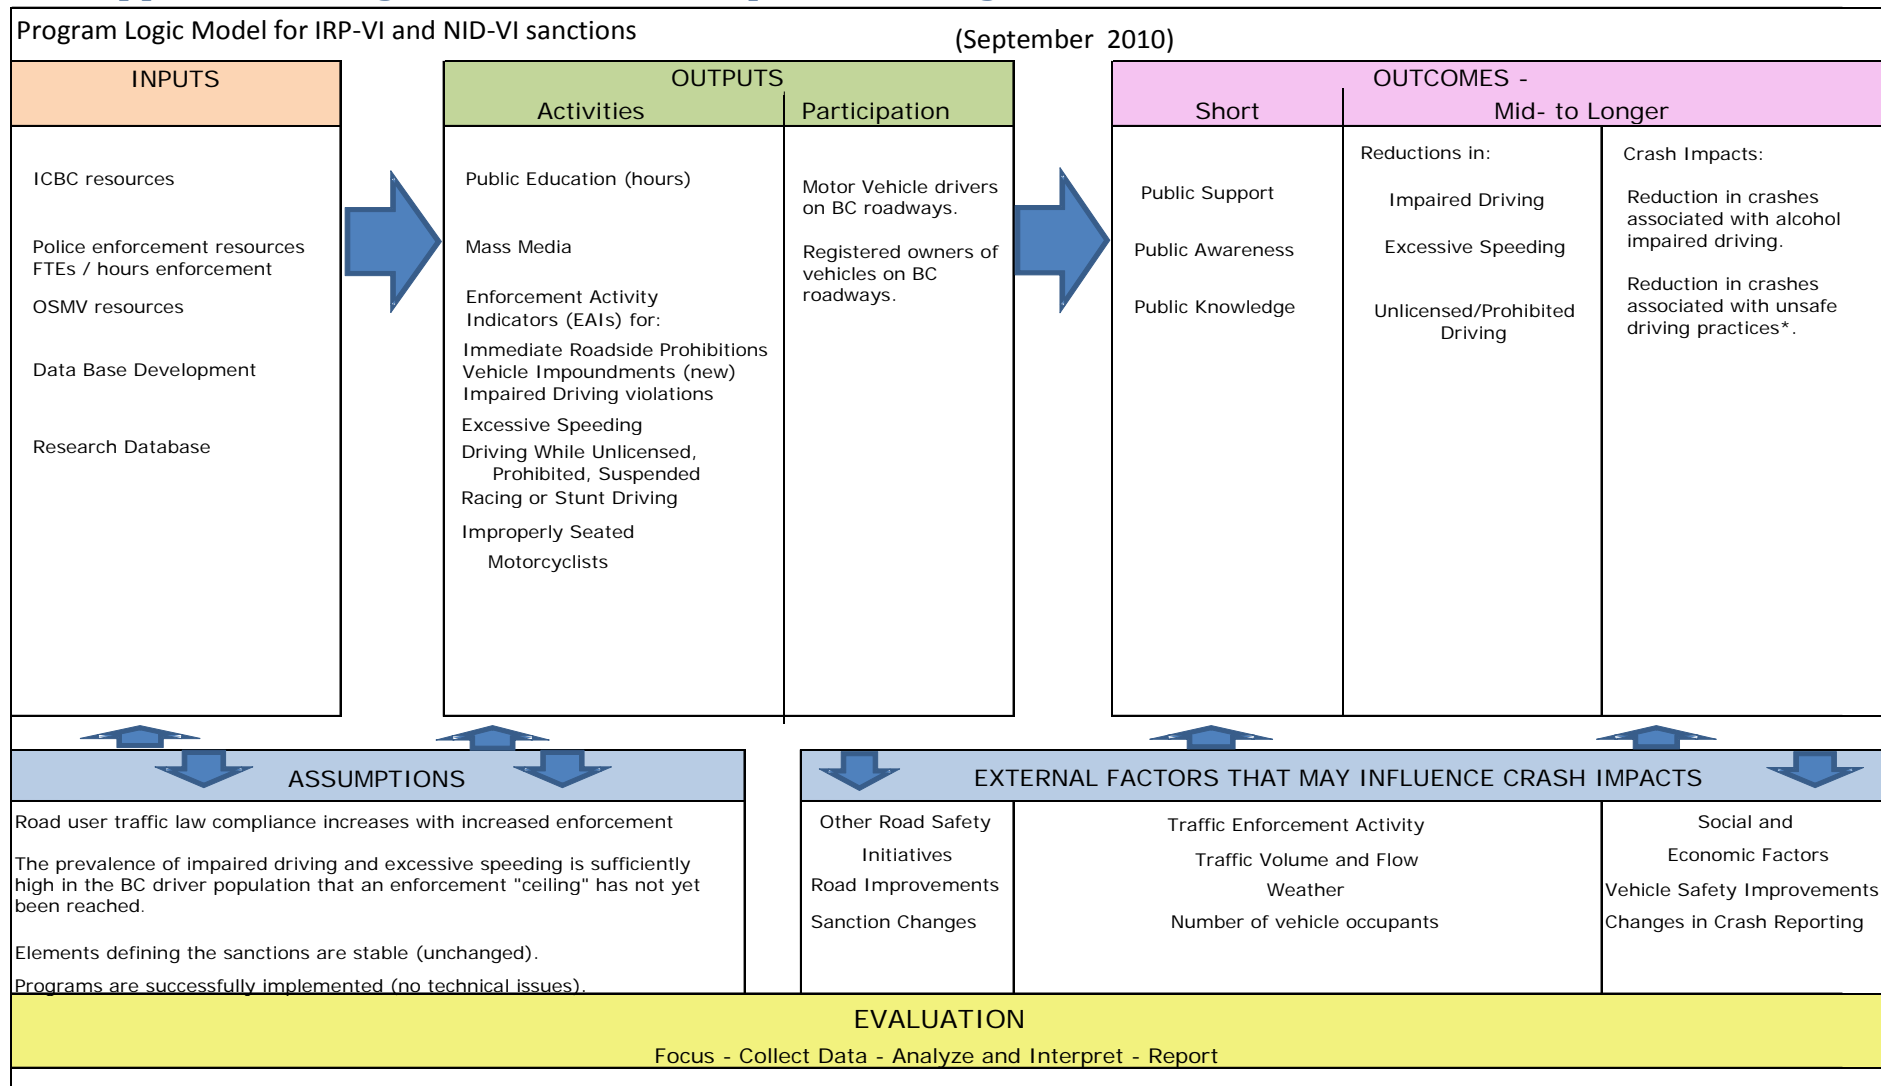 Program Logic Model for IRP-VI and NID-VI sanctions
(September 2010)
INPUTS
ICBC resources
Police enforcement resources
FTEs / hours enforcement
OSMV resources
Data Base Development
Research Database
OUTPUTS
Activities
Participation
Public Education (hours)
Mass Media
Enforcement Activity
Indicators (EAIs) for:
Immediate Roadside Prohibitions
Vehicle Impoundments (new)
Impaired Driving violations
Excessive Speeding
Driving While Unlicensed,
Prohibited, Suspended
Racing or Stunt Driving
Improperly Seated
Motorcyclists
Motor Vehicle drivers
on BC roadways.
Registered owners of
vehicles on BC
roadways.
OUTCOMES -
Short
Mid- to Longer
Public Support
Public Awareness
Public Knowledge
Reductions in:
Impaired Driving
Excessive Speeding
Unlicensed/Prohibited
Driving
Crash Impacts:
Reduction in crashes
associated with alcohol
impaired driving.
Reduction in crashes
associated with unsafe
driving practices*.
ASSUMPTIONS
Road user traffic law compliance increases with increased enforcement
The prevalence of impaired driving and excessive speeding is sufficiently
high in the BC driver population that an enforcement "ceiling" has not yet
been reached.
Elements defining the sanctions are stable (unchanged).
Programs are successfully implemented (no technical issues).
EXTERNAL FACTORS THAT MAY INFLUENCE CRASH IMPACTS
Other Road Safety
Initiatives
Road Improvements
Sanction Changes
Traffic Enforcement Activity
Traffic Volume and Flow
Weather
Number of vehicle occupants
Social and
Economic Factors
Vehicle Safety Improvements
Changes in Crash Reporting
EVALUATION
Focus - Collect Data - Analyze and Interpret - Report